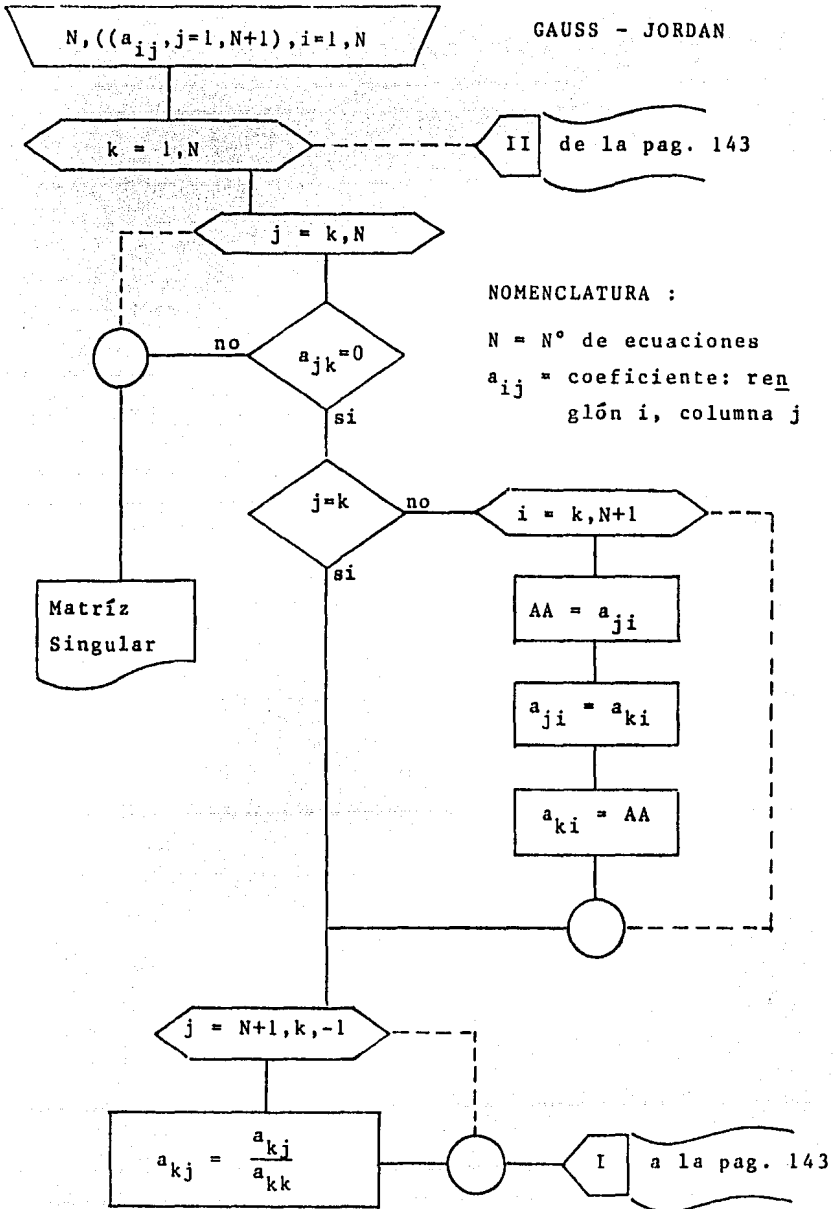 N,((a_ij,j=1,N+1),i=1,N
GAUSS - JORDAN
k = 1,N
II
de la pag. 143
j = k,N
NOMENCLATURA :
N = N° de ecuaciones
a_ij = coeficiente: ren
glón i, columna j
no
a_jk=0
si
j=k
no
i = k,N+1
si
Matríz
Singular
AA = a_ji
a_ji = a_ki
a_ki = AA
j = N+1,k,-1
a_kj = a_kj / a_kk
I
a la pag. 143